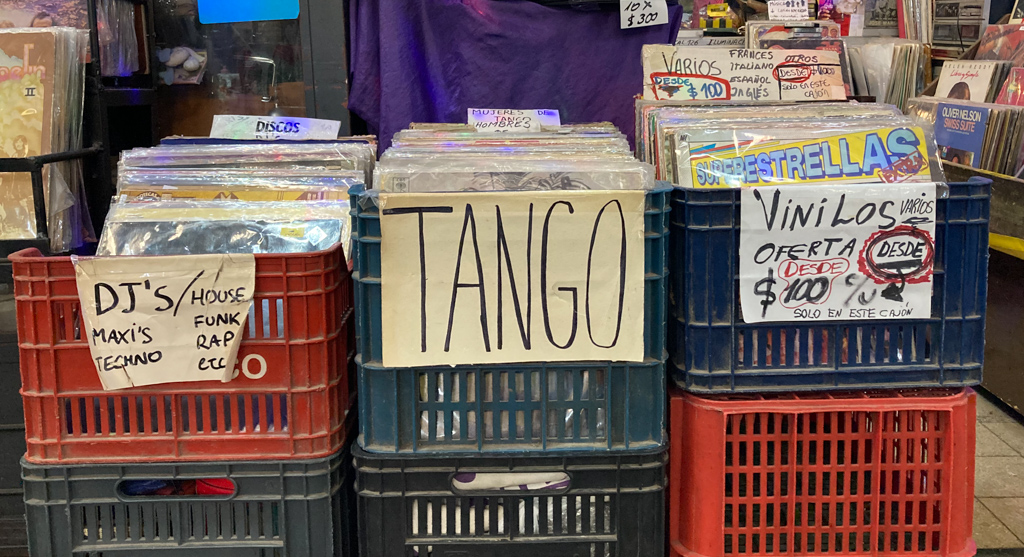 10 x
$300
VARIOS
DESDE
$100
FRANCES
ITALIANO
ESPAÑOL
INGLÉS
OTROS
DESDE
SOLO EN ESTE
CAJÓN
II
DISCOS
MUJERES
TANGO
HOMBRES
OLIVER NELSON
SWISS SUITE
SUPERESTRELLAS
DJ'S/HOUSE
MAXI'S FUNK
RAP
TECHNO ECC
O
TANGO
VINILOS VARIOS
OFERTA DESDE
DESDE
$100 c/u
SOLO EN ESTE CAJÓN